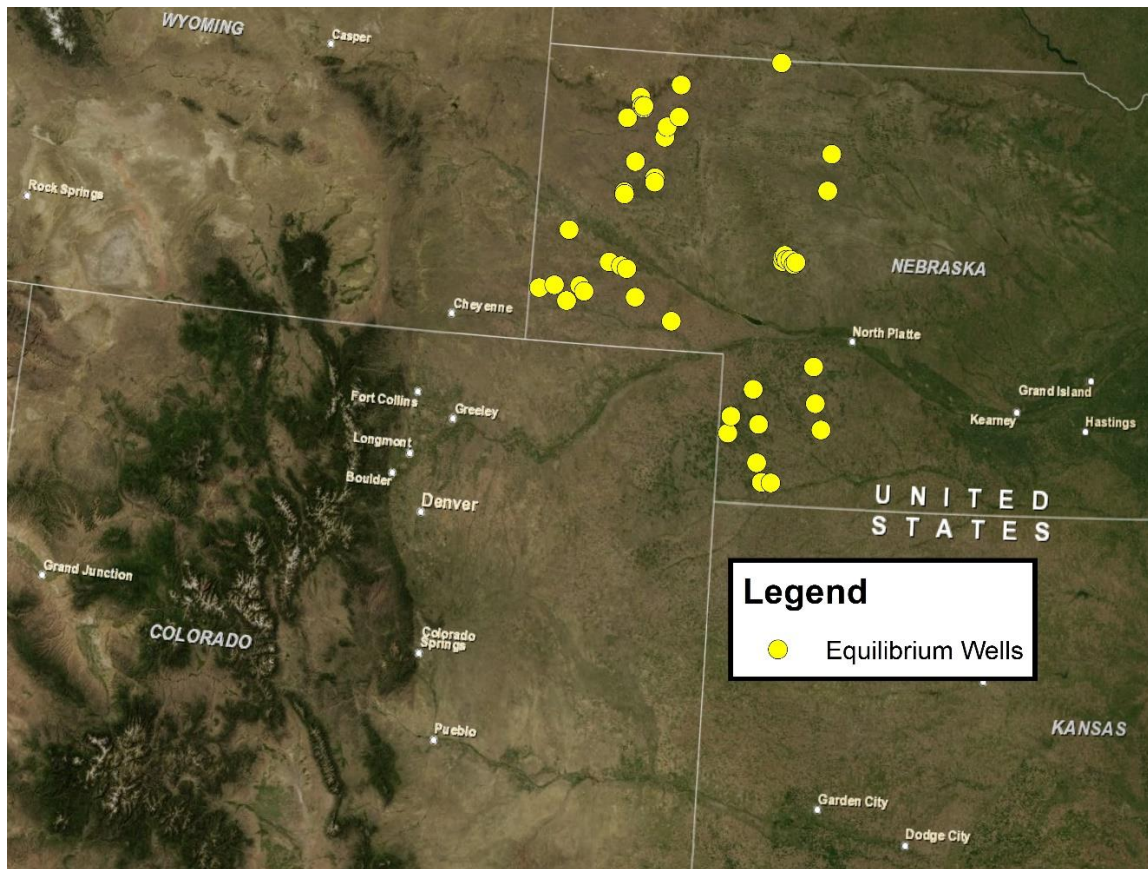 WYOMING
Casper
Rock Springs
NEBRASKA
Cheyenne
North Platte
Fort Collins
Greeley
Grand Island
Kearney
Hastings
Longmont
Boulder
Denver
UNITED
STATES
Grand Junction
Legend
Equilibrium Wells
COLORADO
Colorado
Springs
KANSAS
Pueblo
Garden City
Dodge City